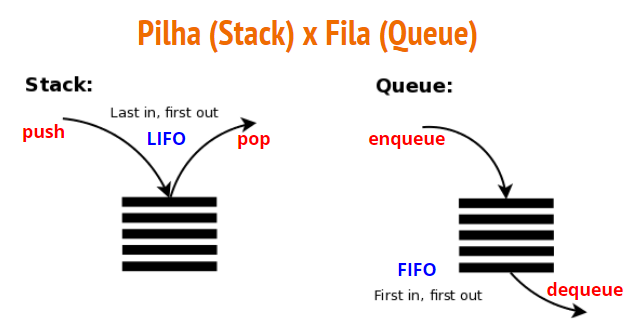 Pilha (Stack) x Fila (Queue)
Stack:
Last in, first out
push
LIFO
pop
Queue:
enqueue
FIFO
First in, first out
dequeue